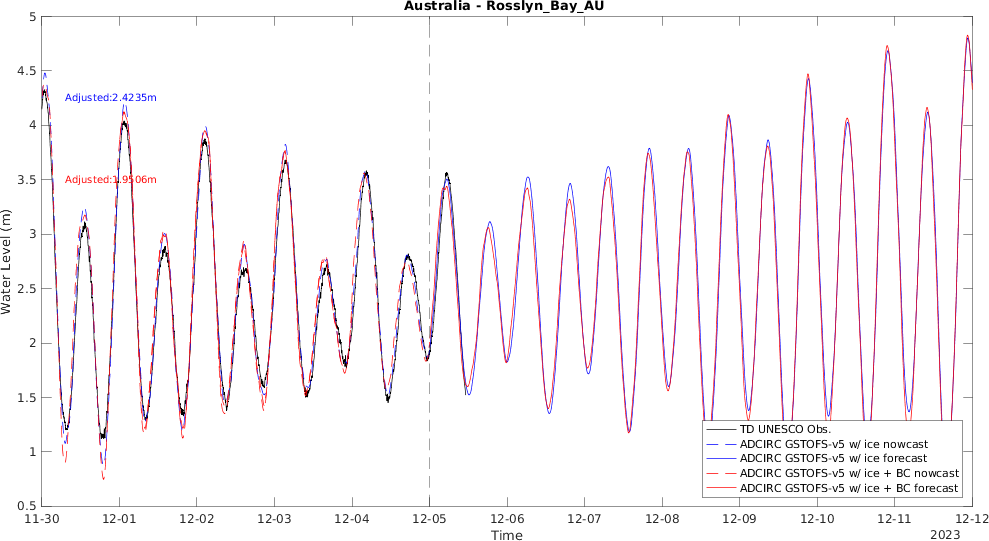 Australia - Rosslyn_Bay_AU
5
4.5
4
3.5
3
2.5
2
1.5
1
0.5
Water Level (m)
Adjusted:2.4235m
Adjusted:1.9506m
TD UNESCO Obs.
ADCIRC GSTOFS-v5 w/ ice nowcast
ADCIRC GSTOFS-v5 w/ ice forecast
ADCIRC GSTOFS-v5 w/ ice + BC nowcast
ADCIRC GSTOFS-v5 w/ ice + BC forecast
11-30 12-01 12-02 12-03 12-04 12-05 12-06 12-07 12-08 12-09 12-10 12-11 12-12
Time
2023